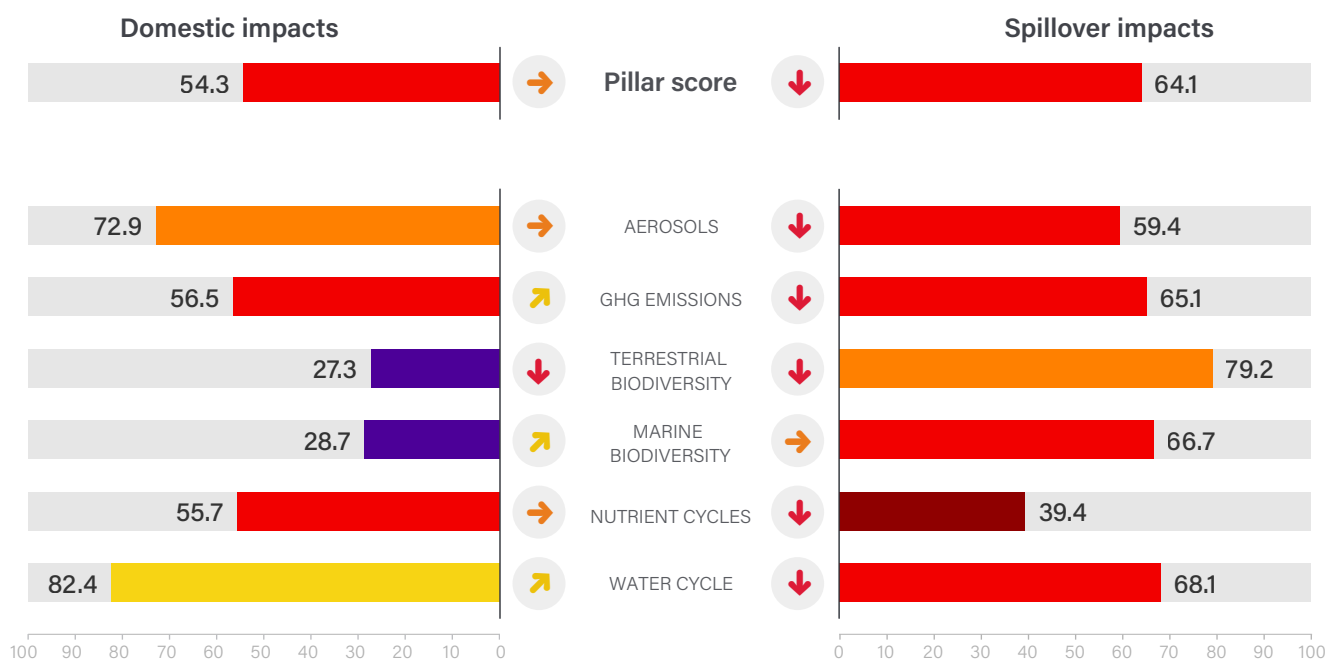 Domestic impacts
Spillover impacts
54.3
Pillar score
64.1
72.9
AEROSOLS
59.4
56.5
GHG EMISSIONS
65.1
27.3
TERRESTRIAL
BIODIVERSITY
79.2
28.7
MARINE
BIODIVERSITY
66.7
55.7
NUTRIENT CYCLES
39.4
82.4
WATER CYCLE
68.1
100 90 80 70 60 50 40 30 20 10 0
0 10 20 30 40 50 60 70 80 90 100